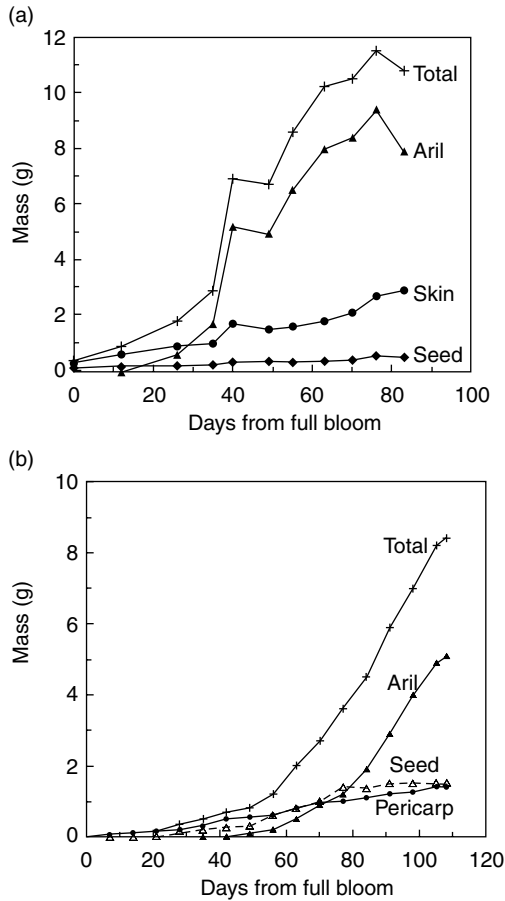 (a)
12
10
8
6
4
2
0
Mass (g)
Total
Aril
Skin
Seed
0 20 40 60 80 100
Days from full bloom
(b)
10
8
6
4
2
0
Mass (g)
Total
Aril
Seed
Pericarp
0 20 40 60 80 100 120
Days from full bloom